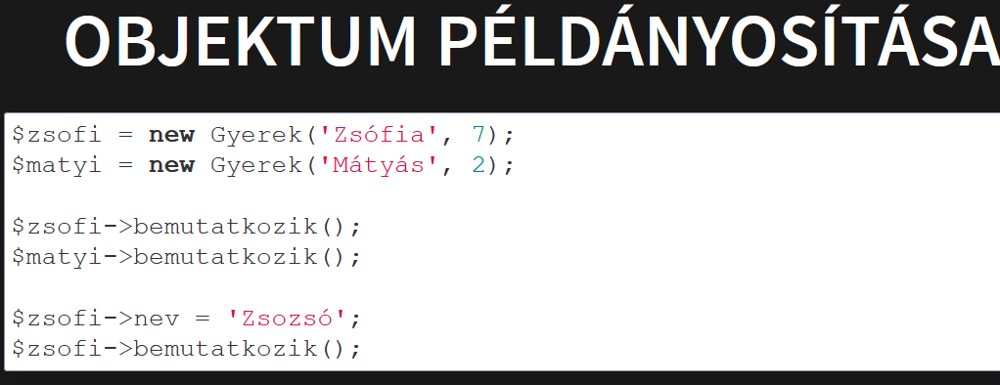 OBJEKTUM PÉLDÁNYOSÍTÁSA
$zsofi = new Gyerek('Zsófia', 7);
$matyi = new Gyerek('Mátyás', 2);
$zsofi->bemutatkozik();
$matyi->bemutatkozik();
$zsofi->nev = 'Zsozsó';
$zsofi->bemutatkozik();